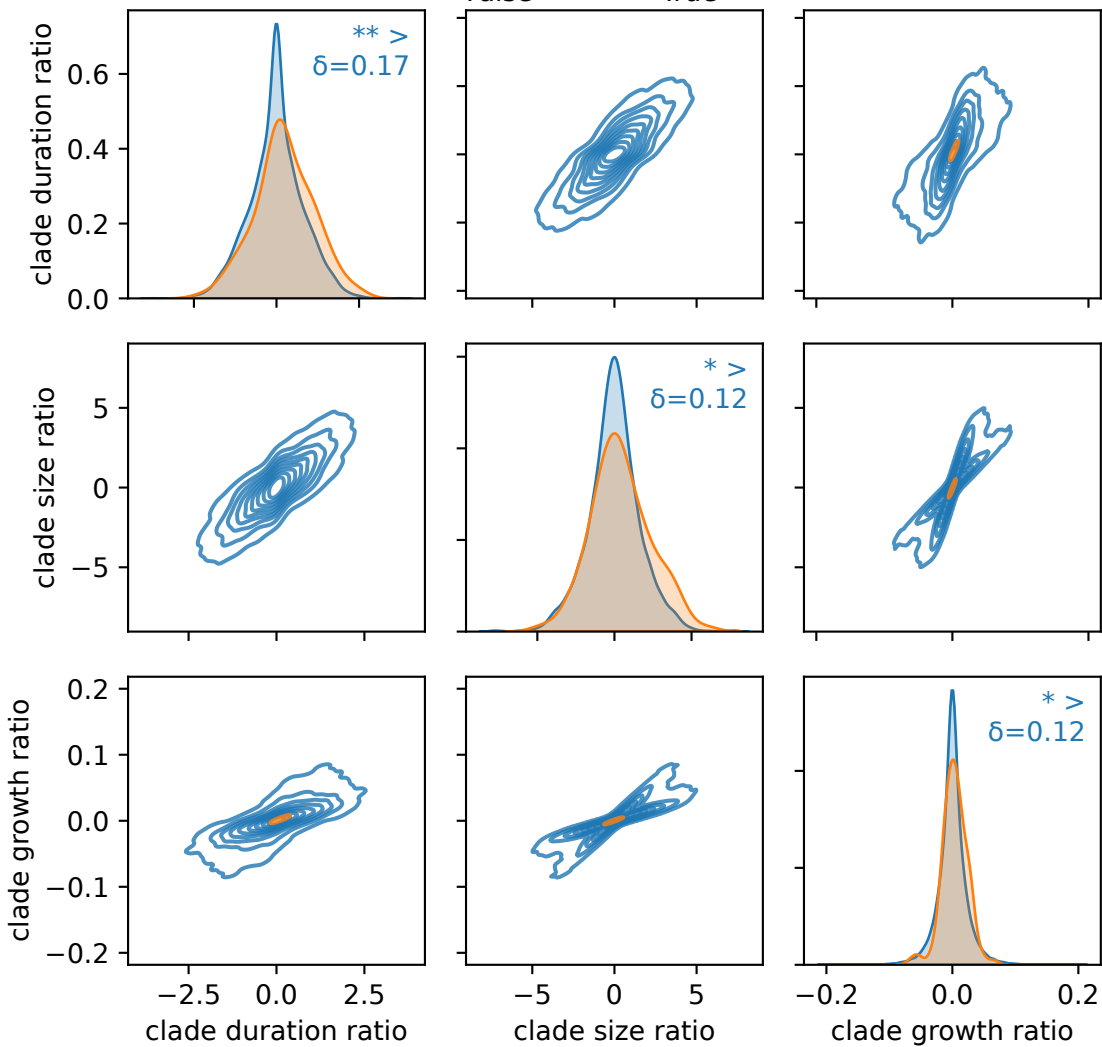 ** >
δ=0.17
clade duration ratio
0.6
0.4
0.2
0.0
* >
δ=0.12
clade size ratio
5
0
−5
* >
δ=0.12
clade growth ratio
0.2
0.1
0.0
−0.1
−0.2
−2.5 0.0 2.5
−5 0 5
−0.2 0.0 0.2
clade duration ratio
clade size ratio
clade growth ratio